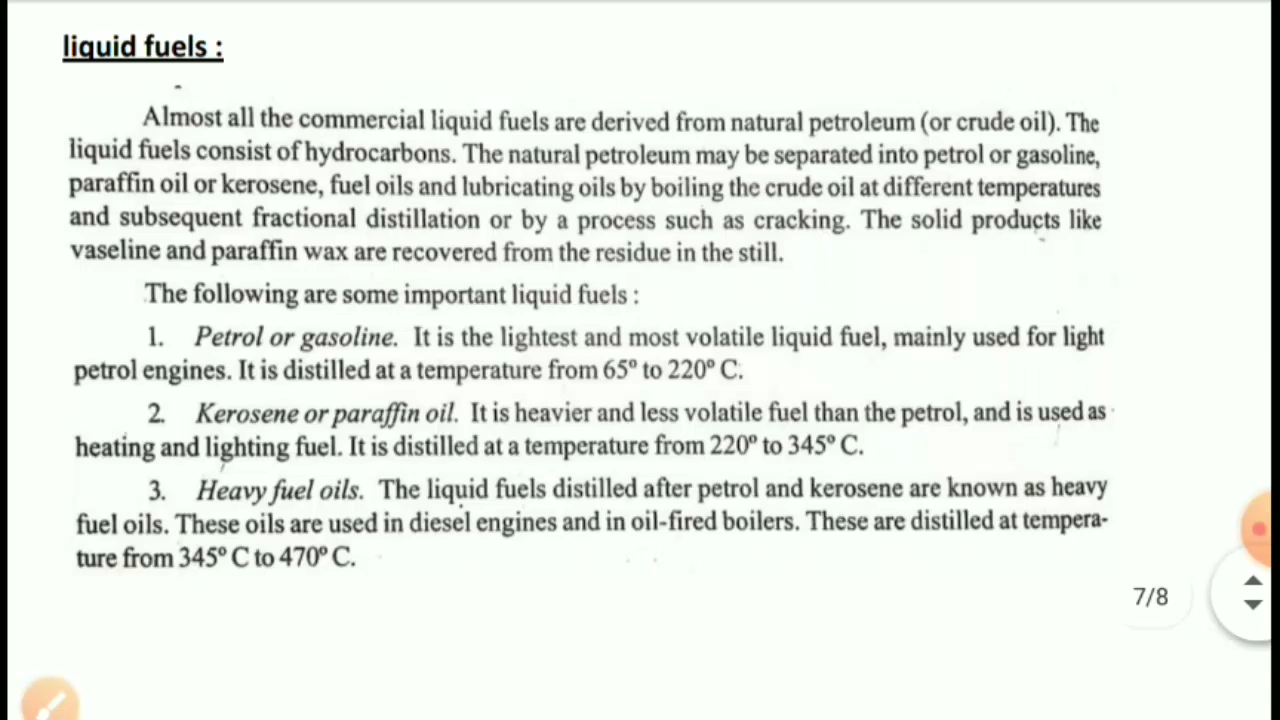 liquid fuels :
Almost all the commercial liquid fuels are derived from natural petroleum (or crude oil). The
liquid fuels consist of hydrocarbons. The natural petroleum may be separated into petrol or gasoline,
paraffin oil or kerosene, fuel oils and lubricating oils by boiling the crude oil at different temperatures
and subsequent fractional distillation or by a process such as cracking. The solid products like
vaseline and paraffin wax are recovered from the residue in the still.
The following are some important liquid fuels :
1. Petrol or gasoline. It is the lightest and most volatile liquid fuel, mainly used for light
petrol engines. It is distilled at a temperature from 65° to 220° C.
2. Kerosene or paraffin oil. It is heavier and less volatile fuel than the petrol, and is used as
heating and lighting fuel. It is distilled at a temperature from 220° to 345° C.
3. Heavy fuel oils. The liquid fuels distilled after petrol and kerosene are known as heavy
fuel oils. These oils are used in diesel engines and in oil-fired boilers. These are distilled at tempera-
ture from 345° C to 470° C.
7/8